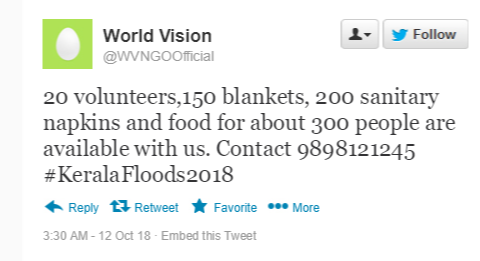 World Vision
@WVNGOOfficial
Follow
20 volunteers,150 blankets, 200 sanitary
napkins and food for about 300 people are
available with us. Contact 9898121245
#KeralaFloods2018
Reply Retweet Favorite More
3:30 AM - 12 Oct 18 · Embed this Tweet